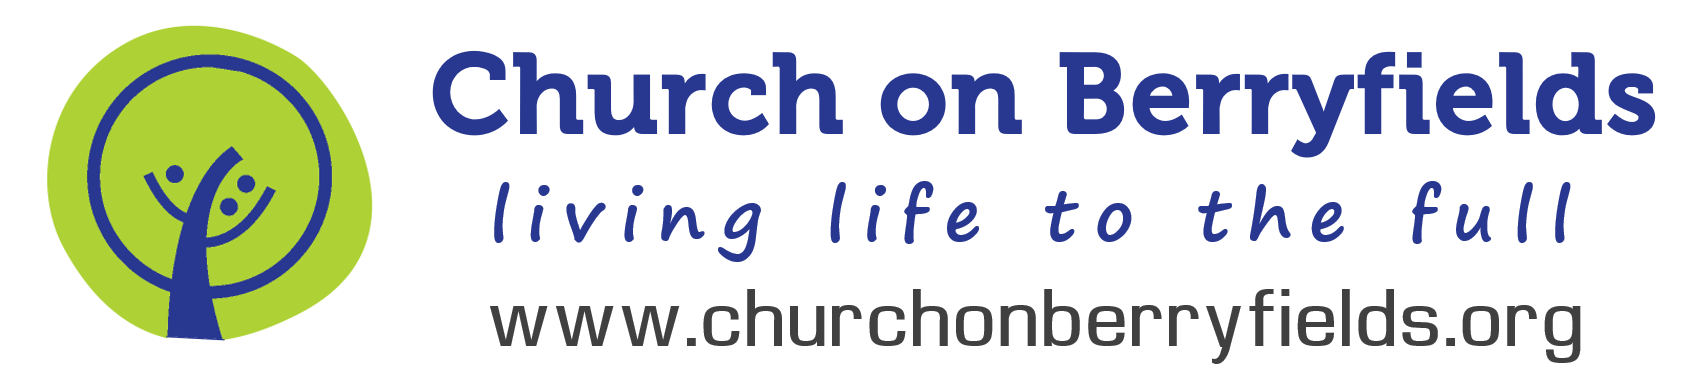 Church on Berryfields
living life to the full
www.churchonberryfields.org